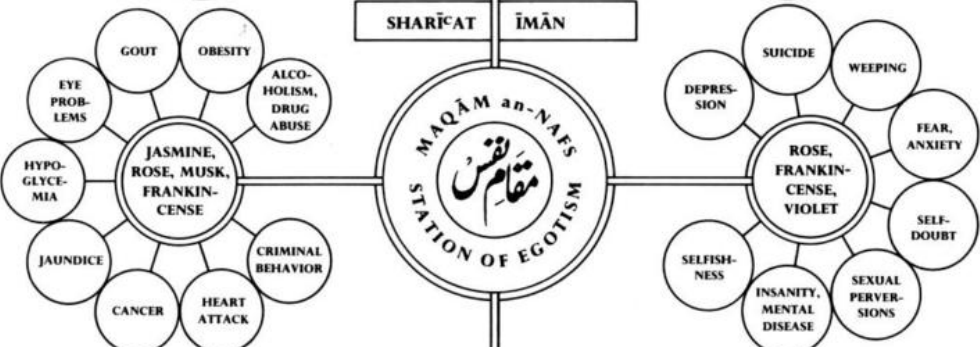 SHARĪᶜAT ĪMĀN
GOUT
OBESITY
ALCO-
HOLISM,
DRUG
ABUSE
EYE
PROB-
LEMS
HYPO-
GLYCE-
MIA
JAUNDICE
CANCER
HEART
ATTACK
CRIMINAL
BEHAVIOR
JASMINE,
ROSE, MUSK,
FRANKIN-
CENSE
MAQĀM an-NAFS
مقام نفس
STATION OF EGOTISM
ROSE,
FRANKIN-
CENSE,
VIOLET
DEPRES-
SION
SUICIDE
WEEPING
FEAR,
ANXIETY
SELF-
DOUBT
SEXUAL
PERVER-
SIONS
INSANITY,
MENTAL
DISEASE
SELFISH-
NESS